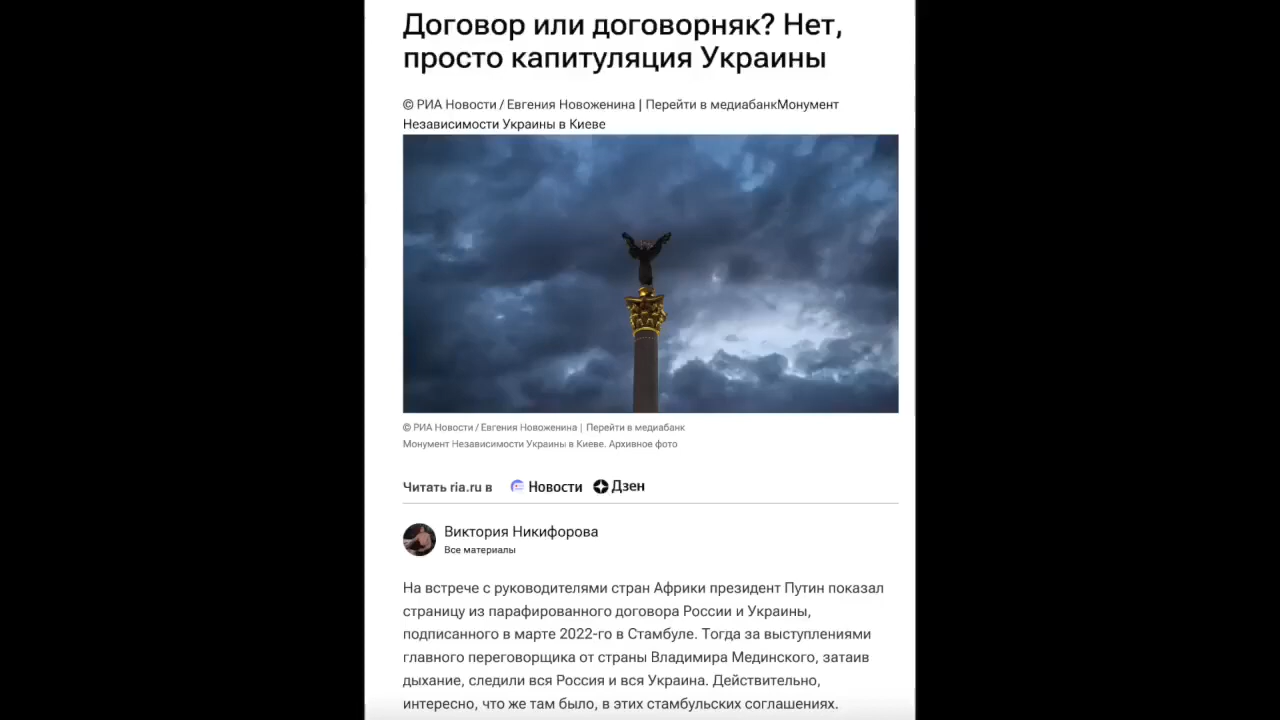 Договор или договорняк? Нет,
просто капитуляция Украины
© РИА Новости / Евгения Новоженина | Перейти в медиабанкМонумент
Независимости Украины в Киеве
© РИА Новости / Евгения Новоженина | Перейти в медиабанк
Монумент Независимости Украины в Киеве. Архивное фото
Читать ria.ru в Новости Дзен
Виктория Никифорова
Все материалы
На встрече с руководителями стран Африки президент Путин показал
страницу из парафированного договора России и Украины,
подписанного в марте 2022-го в Стамбуле. Тогда за выступлениями
главного переговорщика от страны Владимира Мединского, затаив
дыхание, следили вся Россия и вся Украина. Действительно,
интересно, что же там было, в этих стамбульских соглашениях.